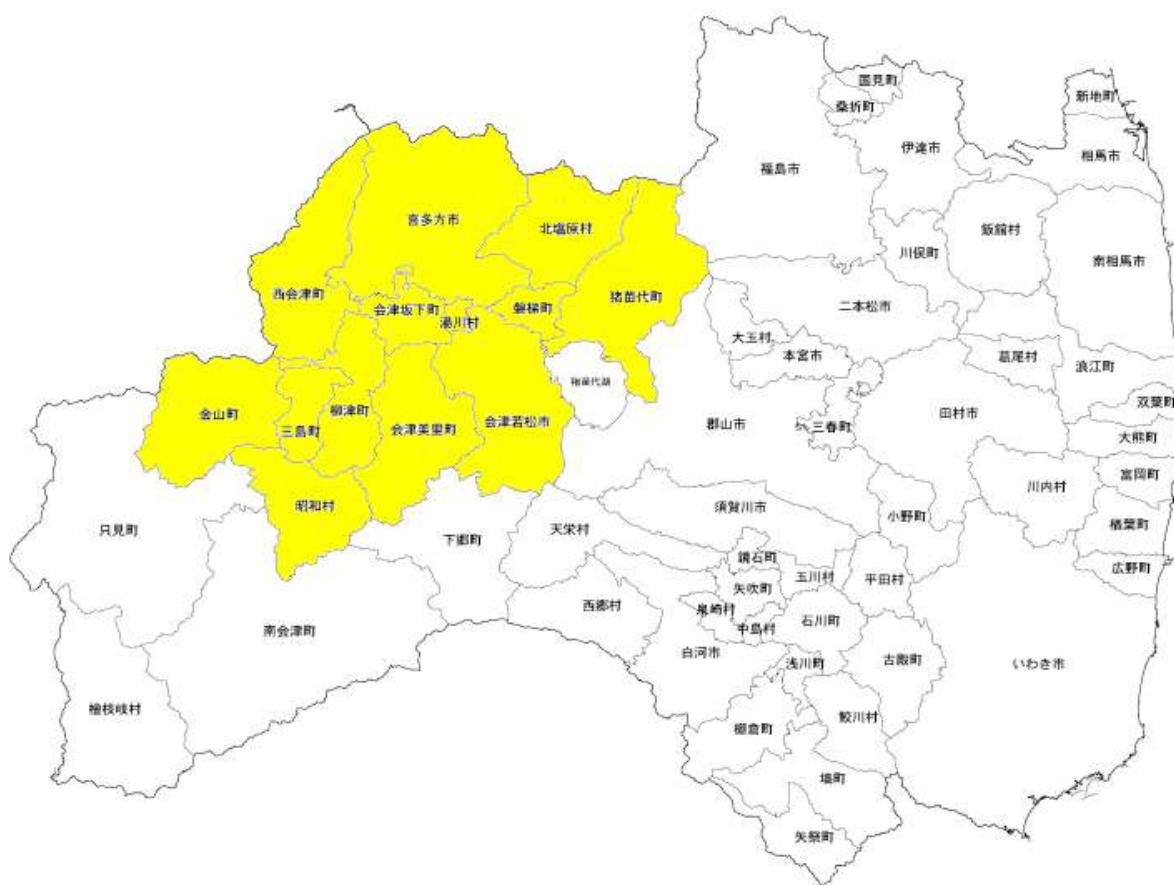 国見町
桑折町
新地町
伊達市
相馬市
福島市
喜多方市
北塩原村
飯舘村
川俣町
南相馬市
西会津町
猪苗代町
会津坂下町
磐梯町
湯川村
二本松市
大玉村
本宮市
葛尾村
浪江町
猪苗代湖
双葉町
金山町
三島町
柳津町
会津美里町
会津若松市
郡山市
三春町
田村市
大熊町
富岡町
川内村
昭和村
須賀川市
小野町
楢葉町
只見町
下郷町
天栄村
鏡石町
広野町
玉川村
平田村
矢吹町
西郷村
泉崎村
中島村
石川町
南会津町
白河市
浅川町
古殿町
いわき市
檜枝岐村
鮫川村
棚倉町
塙町
矢祭町